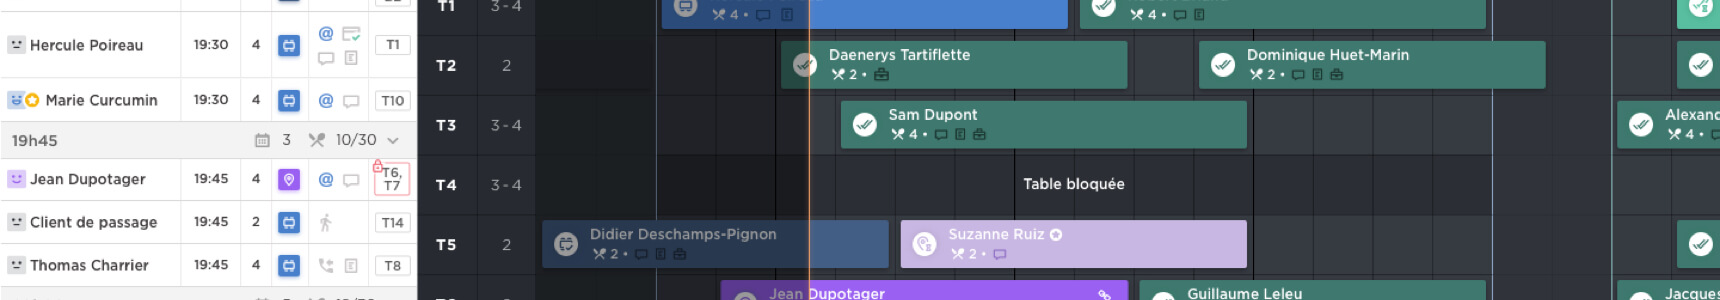 Hercule Poireau 19:30 4 @ T1
Marie Curcumin 19:30 4 @ T10
19h45 3 10/30
Jean Dupotager 19:45 4 @ T6, T7
Client de passage 19:45 2 T14
Thomas Charrier 19:45 4 T8
T1 3 - 4
4 •
4 •
T2 2
Daenerys Tartiflette
2 •
Dominique Huet-Marin
2 •
T3 3 - 4
Sam Dupont
4 •
Alexand
4 •
T4 3 - 4
Table bloquée
T5 2
Didier Deschamps-Pignon
2 •
Suzanne Ruiz
2 •
Jean Dupotager
Guillaume Leleu
Jacques